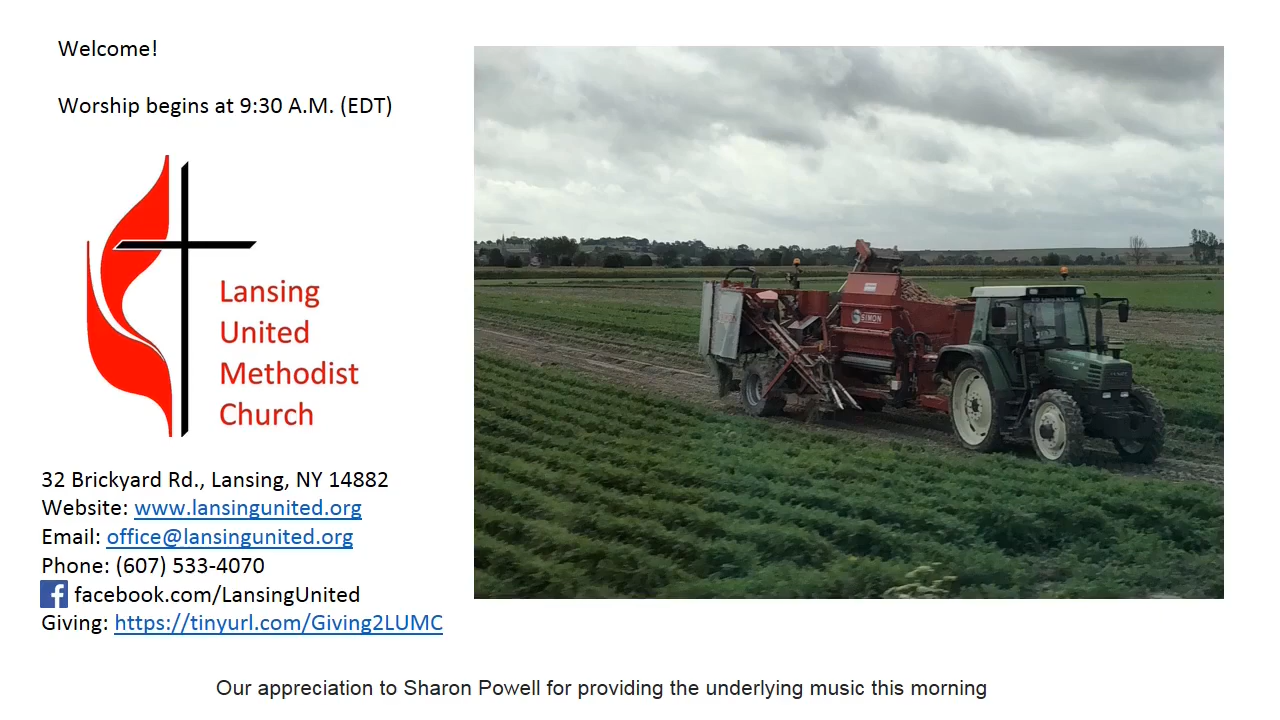 Welcome!
Worship begins at 9:30 A.M. (EDT)
Lansing
United
Methodist
Church
32 Brickyard Rd., Lansing, NY 14882
Website: www.lansingunited.org
Email: office@lansingunited.org
Phone: (607) 533-4070
facebook.com/LansingUnited
Giving: https://tinyurl.com/Giving2LUMC
SIMON
Our appreciation to Sharon Powell for providing the underlying music this morning